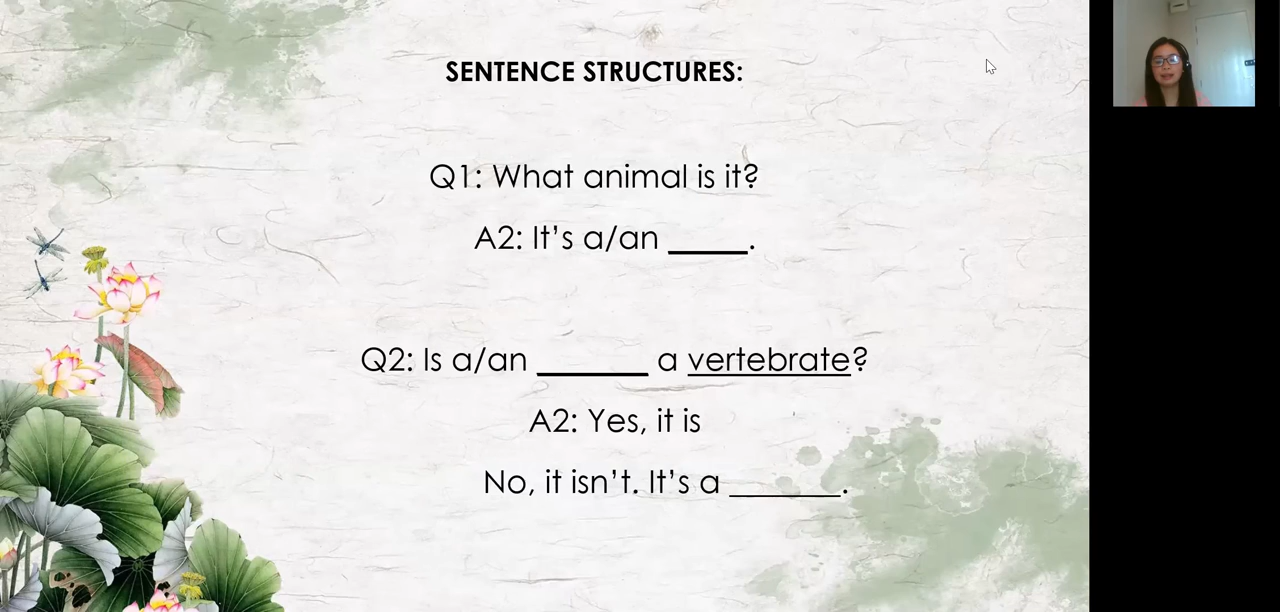 SENTENCE STRUCTURES:
Q1: What animal is it?
A2: It’s a/an _____.
Q2: Is a/an _______ a vertebrate?
A2: Yes, it is
No, it isn’t. It’s a _______.